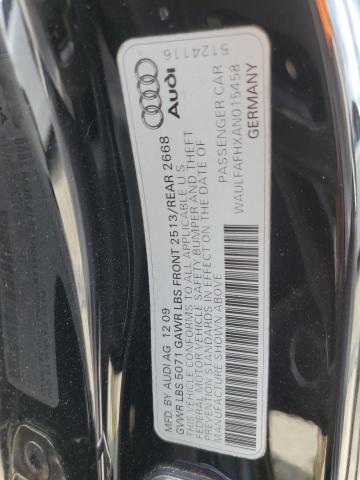 5124116
Audi
MFD BY AUDI AG 12 09
GVWR LBS 5071 GAWR LBS FRONT 2513/REAR 2668
THIS VEHICLE CONFORMS TO ALL APPLICABLE U S
FEDERAL MOTOR VEHICLE SAFETY BUMPER AND THEFT
PREVENTION STANDARDS IN EFFECT ON THE DATE OF
MANUFACTURE SHOWN ABOVE
PASSENGER CAR
WAULFAFHXAN015458
GERMANY